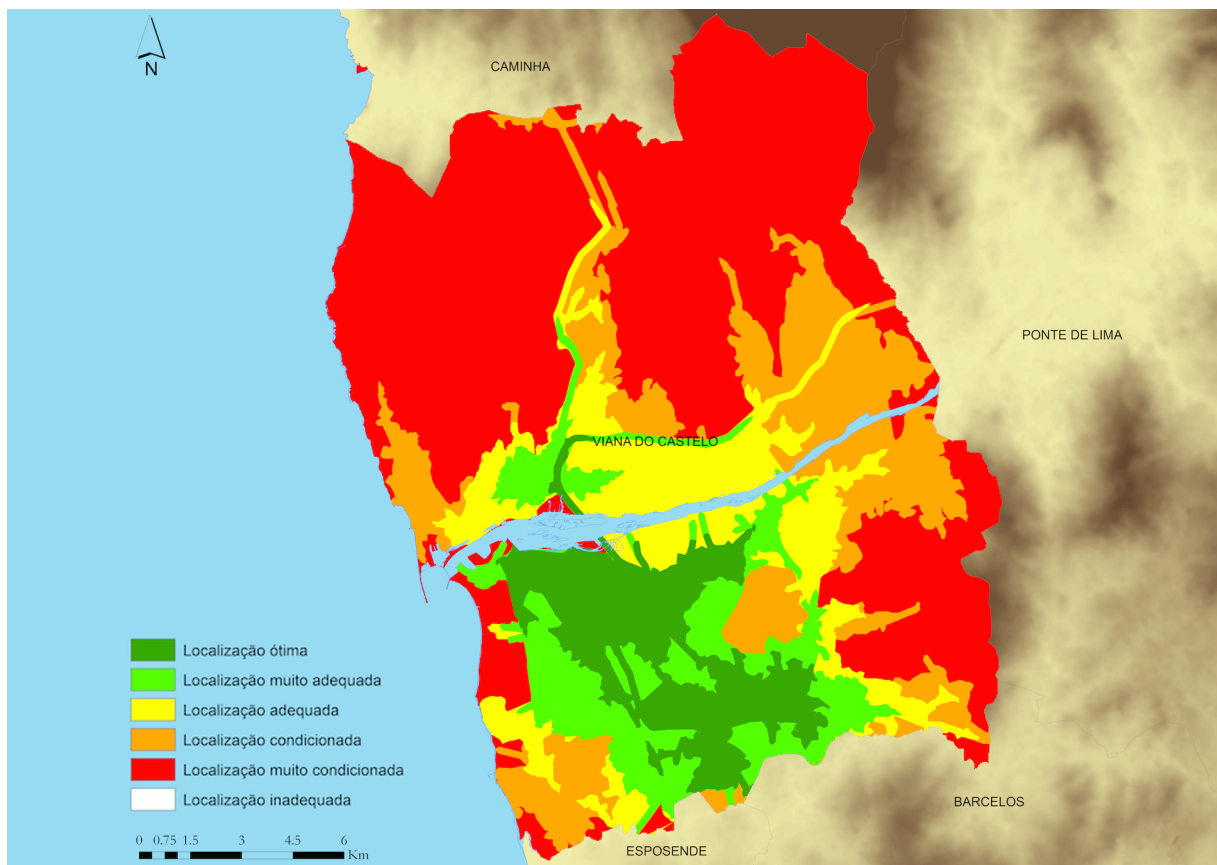 CAMINHA
N
PONTE DE LIMA
VIANA DO CASTELO
Localização ótima
Localização muito adequada
Localização adequada
Localização condicionada
Localização muito condicionada
Localização inadequada
BARCELOS
0 0.75 1.5 3 4.5 6
Km
ESPOSENDE